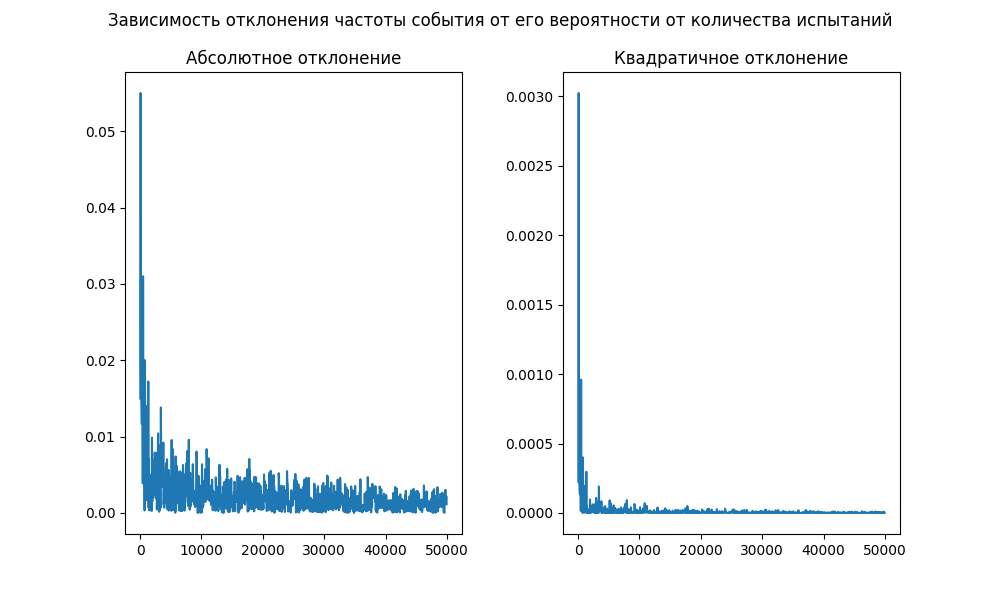 Зависимость отклонения частоты события от его вероятности от количества испытаний
Абсолютное отклонение
0.05
0.04
0.03
0.02
0.01
0.00
0 10000 20000 30000 40000 50000
Квадратичное отклонение
0.0030
0.0025
0.0020
0.0015
0.0010
0.0005
0.0000
0 10000 20000 30000 40000 50000